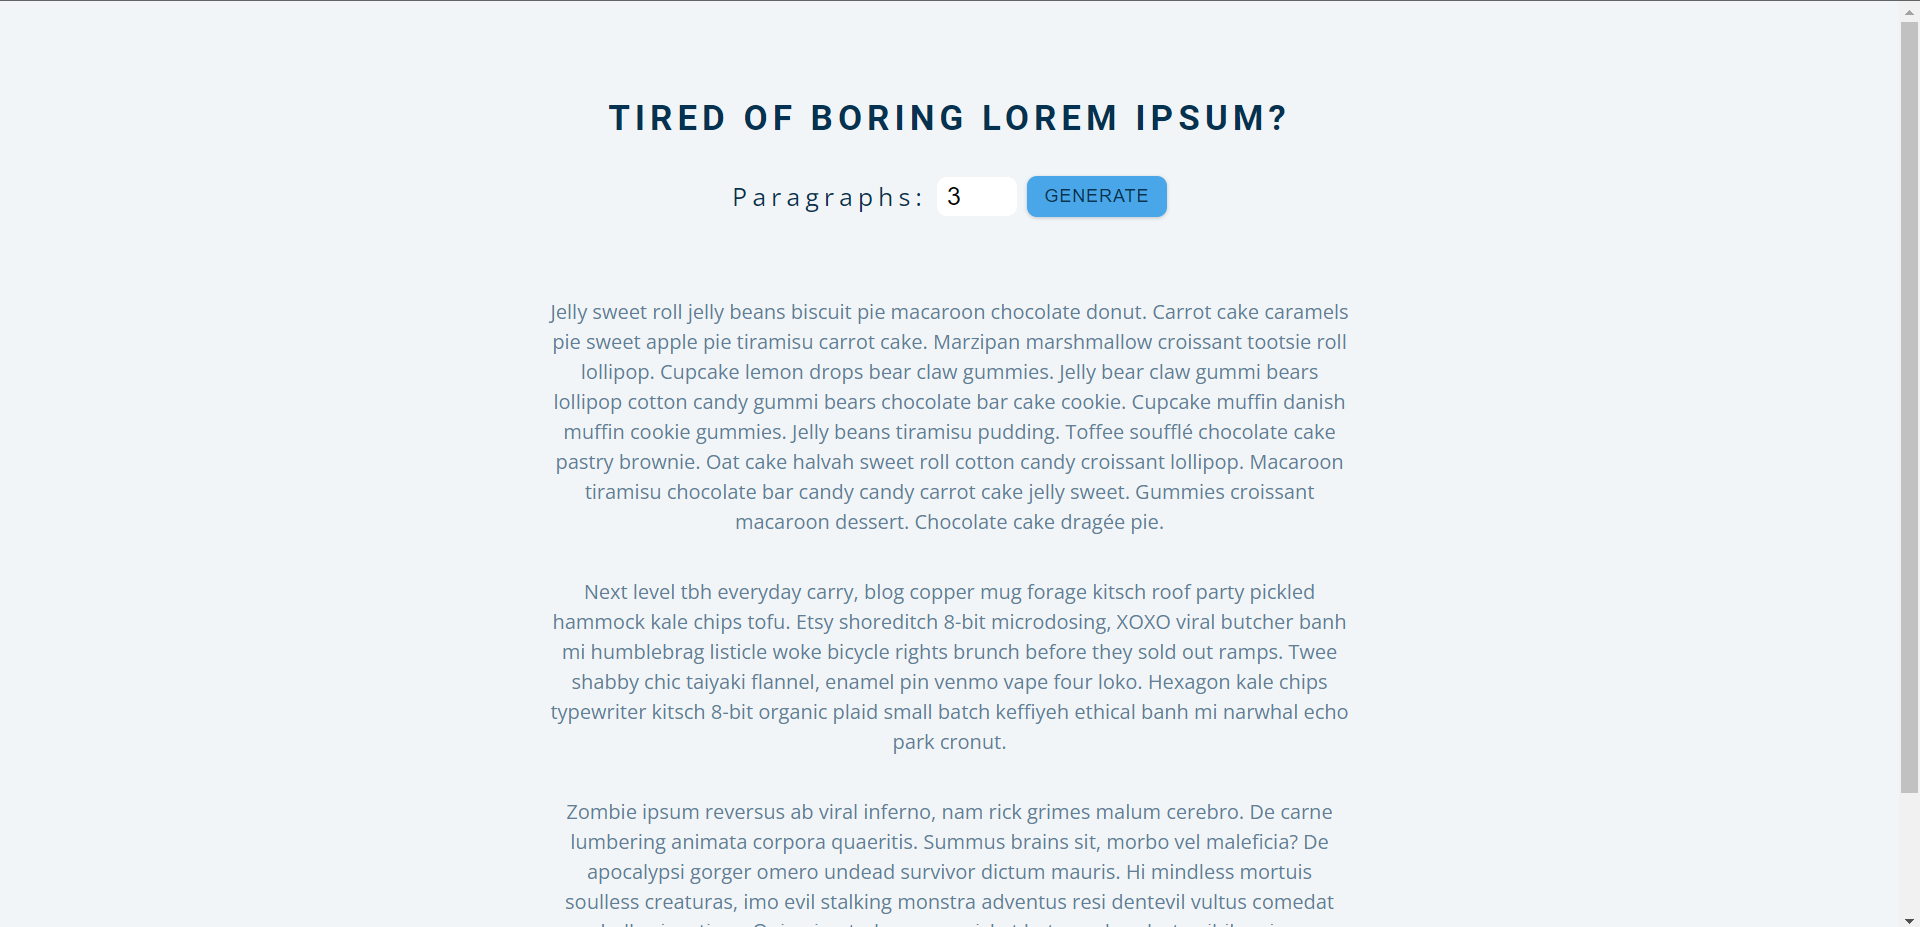 TIRED OF BORING LOREM IPSUM?
Paragraphs: 3 GENERATE
Jelly sweet roll jelly beans biscuit pie macaroon chocolate donut. Carrot cake caramels
pie sweet apple pie tiramisu carrot cake. Marzipan marshmallow croissant tootsie roll
lollipop. Cupcake lemon drops bear claw gummies. Jelly bear claw gummi bears
lollipop cotton candy gummi bears chocolate bar cake cookie. Cupcake muffin danish
muffin cookie gummies. Jelly beans tiramisu pudding. Toffee soufflé chocolate cake
pastry brownie. Oat cake halvah sweet roll cotton candy croissant lollipop. Macaroon
tiramisu chocolate bar candy candy carrot cake jelly sweet. Gummies croissant
macaroon dessert. Chocolate cake dragée pie.
Next level tbh everyday carry, blog copper mug forage kitsch roof party pickled
hammock kale chips tofu. Etsy shoreditch 8-bit microdosing, XOXO viral butcher banh
mi humblebrag listicle woke bicycle rights brunch before they sold out ramps. Twee
shabby chic taiyaki flannel, enamel pin venmo vape four loko. Hexagon kale chips
typewriter kitsch 8-bit organic plaid small batch keffiyeh ethical banh mi narwhal echo
park cronut.
Zombie ipsum reversus ab viral inferno, nam rick grimes malum cerebro. De carne
lumbering animata corpora quaeritis. Summus brains sit, morbo vel maleficia? De
apocalypsi gorger omero undead survivor dictum mauris. Hi mindless mortuis
soulless creaturas, imo evil stalking monstra adventus resi dentevil vultus comedat